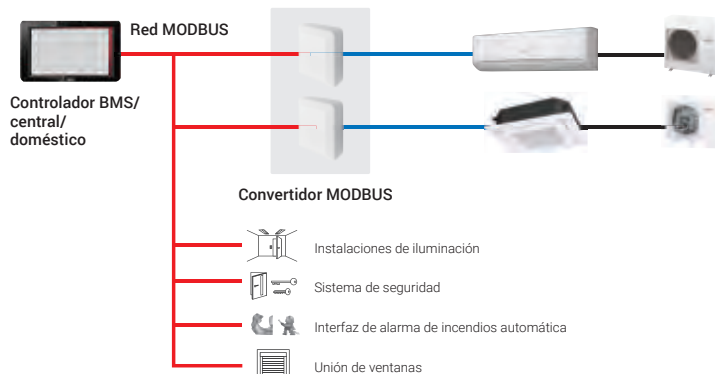 Red MODBUS
Controlador BMS/
central/
doméstico
Convertidor MODBUS
Instalaciones de iluminación
Sistema de seguridad
Interfaz de alarma de incendios automática
Unión de ventanas